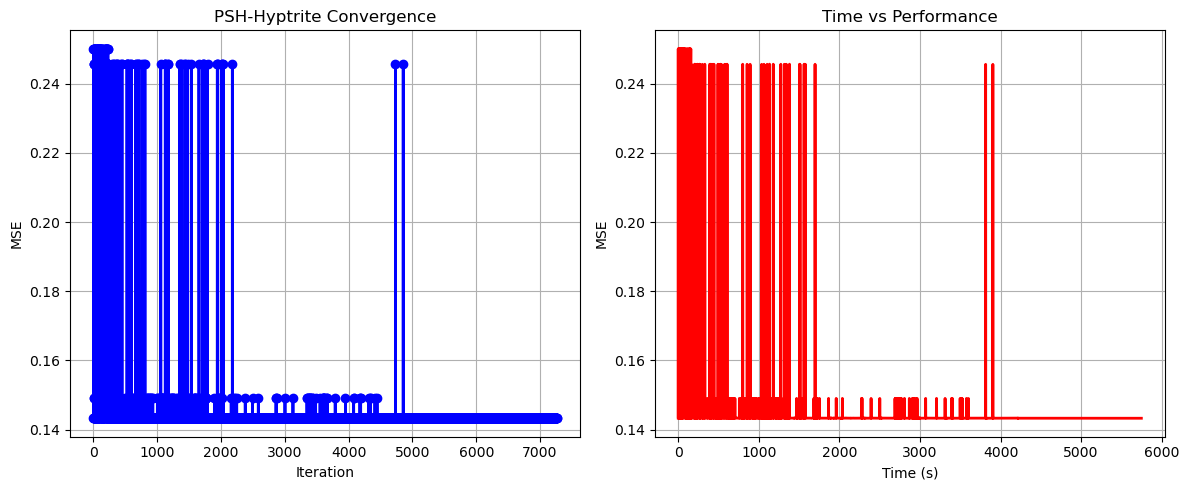 PSH-Hyptrite Convergence
0.24
0.22
0.20
0.18
0.16
0.14
MSE
0 1000 2000 3000 4000 5000 6000 7000
Iteration
Time vs Performance
0.24
0.22
0.20
0.18
0.16
0.14
MSE
0 1000 2000 3000 4000 5000 6000
Time (s)